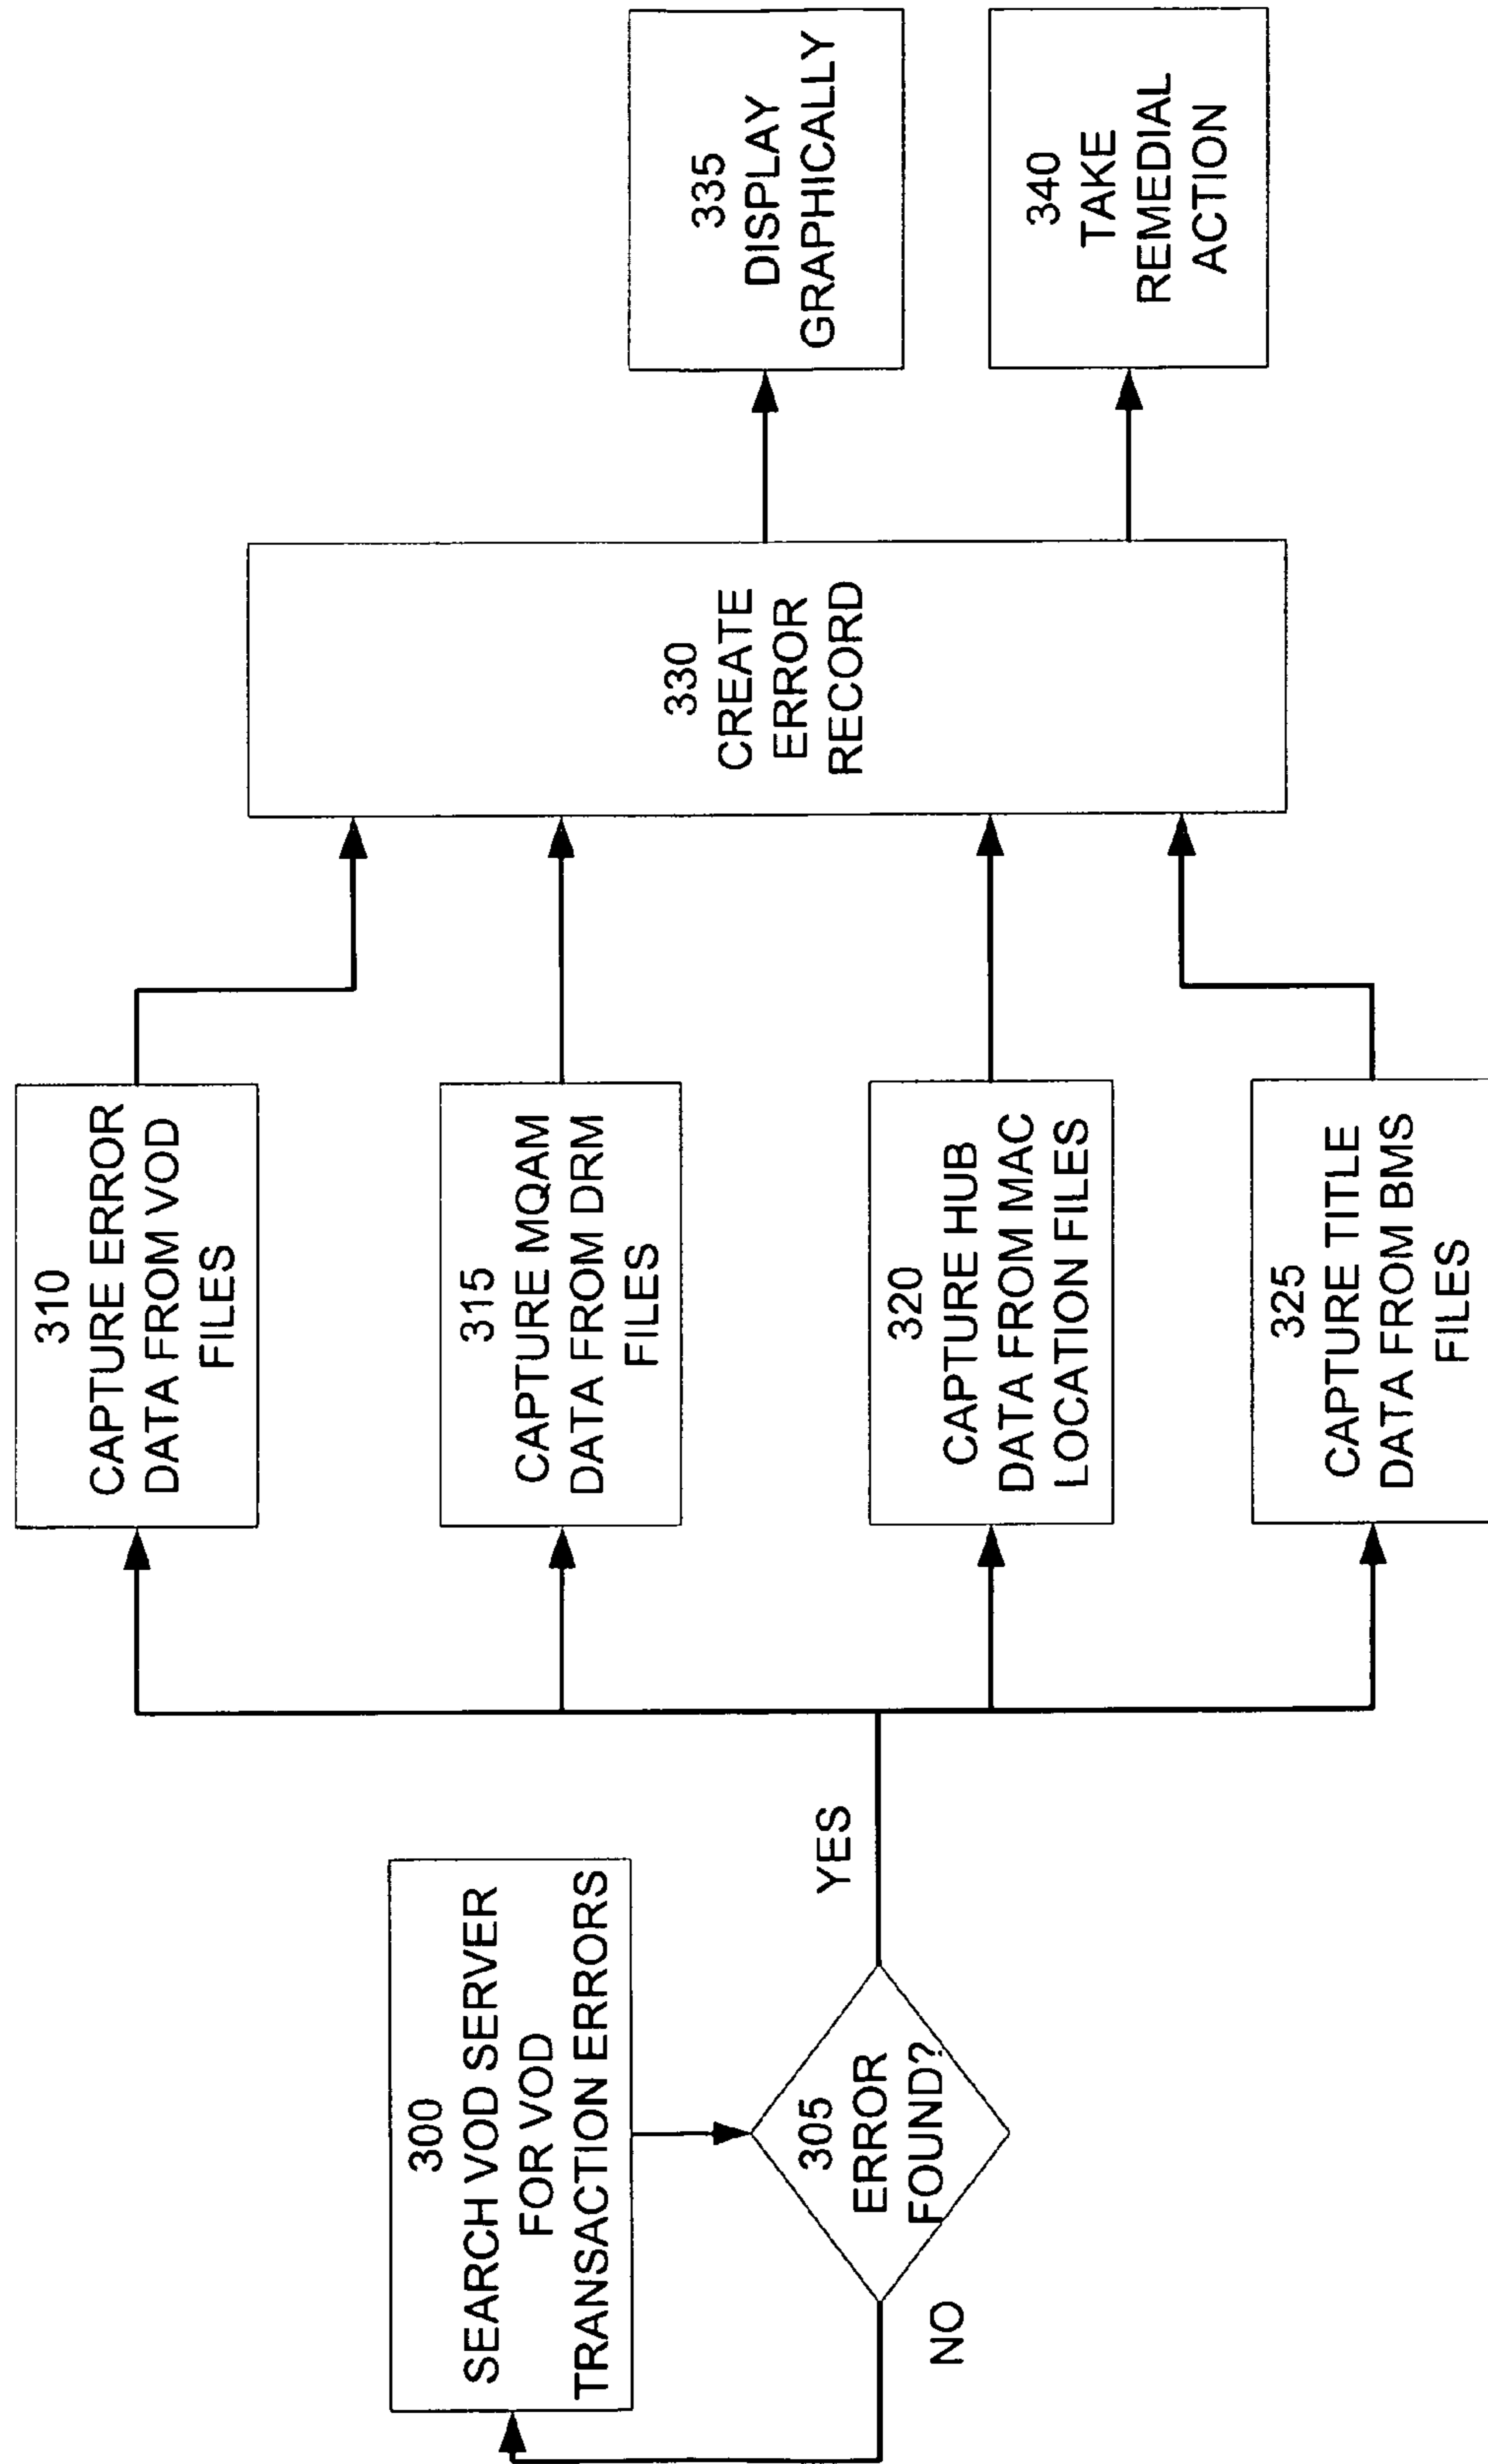 300
SEARCH VOD SERVER
FOR VOD
TRANSACTION ERRORS
305
ERROR
FOUND?
NO
YES
310
CAPTURE ERROR
DATA FROM VOD
FILES
315
CAPTURE MQAM
DATA FROM DRM
FILES
320
CAPTURE HUB
DATA FROM MAC
LOCATION FILES
325
CAPTURE TITLE
DATA FROM BMS
FILES
330
CREATE
ERROR
RECORD
335
DISPLAY
GRAPHICALLY
340
TAKE
REMEDIAL
ACTION